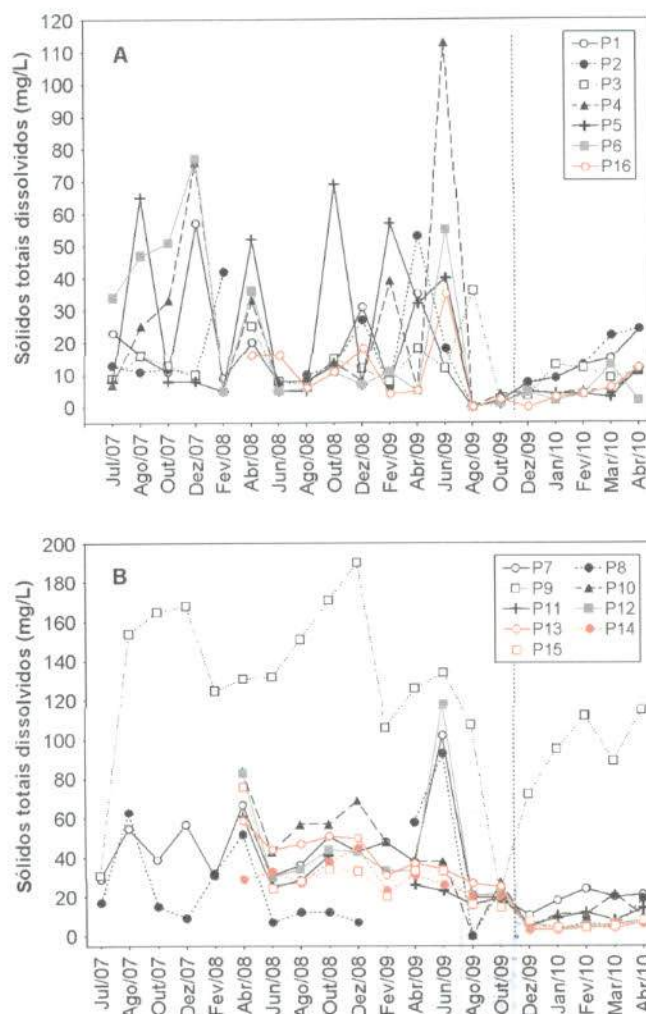 A
Sólidos totais dissolvidos (mg/L)
120
110
100
90
80
70
60
50
40
30
20
10
0
P1
P2
P3
P4
P5
P6
P16
Jul/07
Ago/07
Out/07
Dez/07
Fev/08
Abr/08
Jun/08
Ago/08
Out/08
Dez/08
Fev/09
Abr/09
Jun/09
Ago/09
Out/09
Dez/09
Jan/10
Fev/10
Mar/10
Abr/10
B
Sólidos totais dissolvidos (mg/L)
200
180
160
140
120
100
80
60
40
20
0
P7 P8
P9 P10
P11 P12
P13 P14
P15
Jul/07
Ago/07
Out/07
Dez/07
Fev/08
Abr/08
Jun/08
Ago/08
Out/08
Dez/08
Fev/09
Abr/09
Jun/09
Ago/09
Out/09
Dez/09
Jan/10
Fev/10
Mar/10
Abr/10